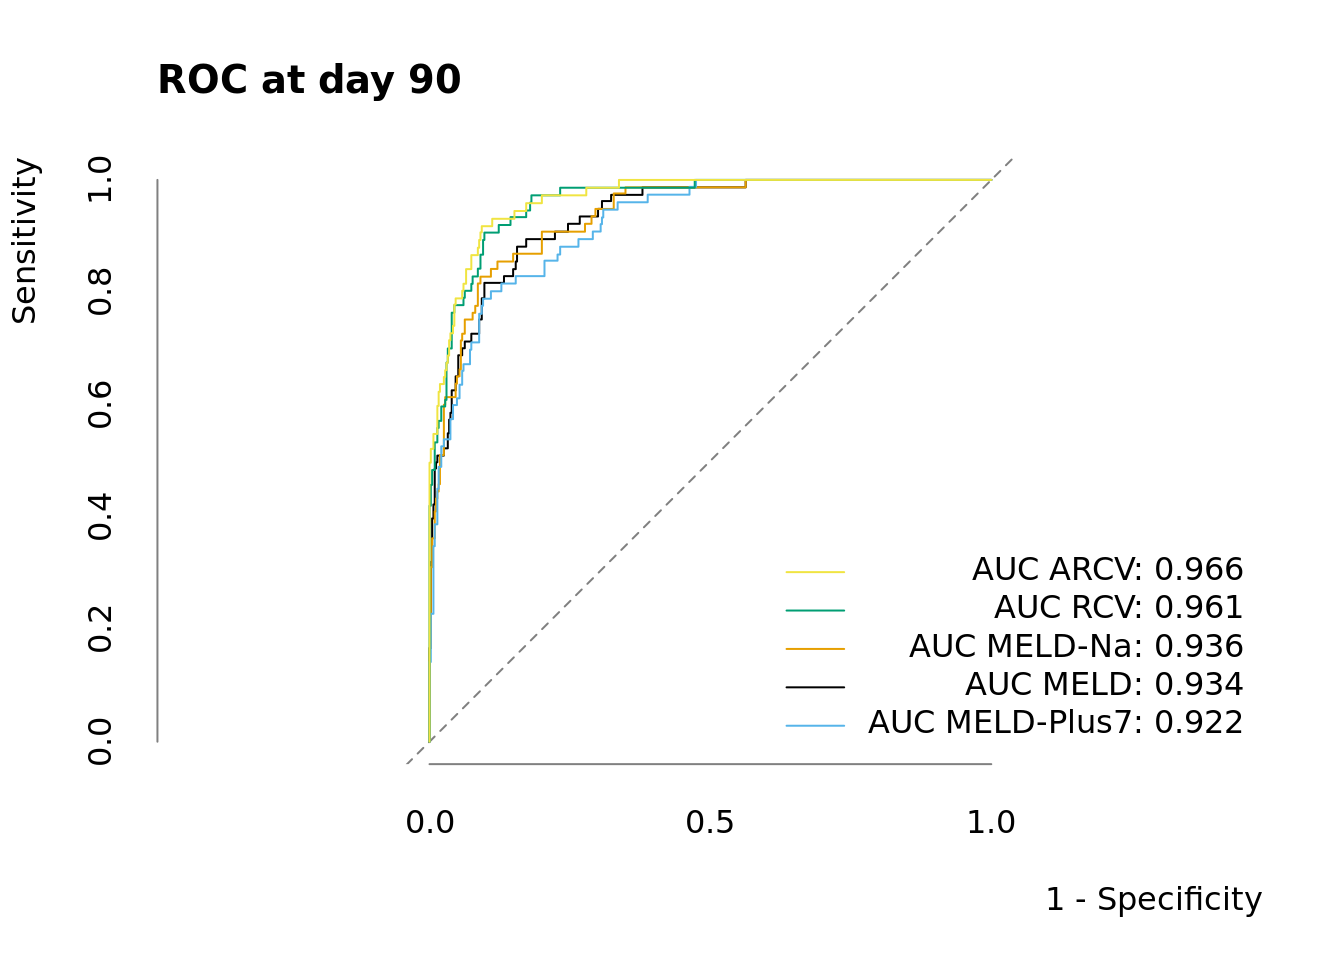 ROC at day 90
Sensitivity
1.0
0.8
0.6
0.4
0.2
0.0
AUC ARCV: 0.966
AUC RCV: 0.961
AUC MELD-Na: 0.936
AUC MELD: 0.934
AUC MELD-Plus7: 0.922
0.0 0.5 1.0
1 - Specificity